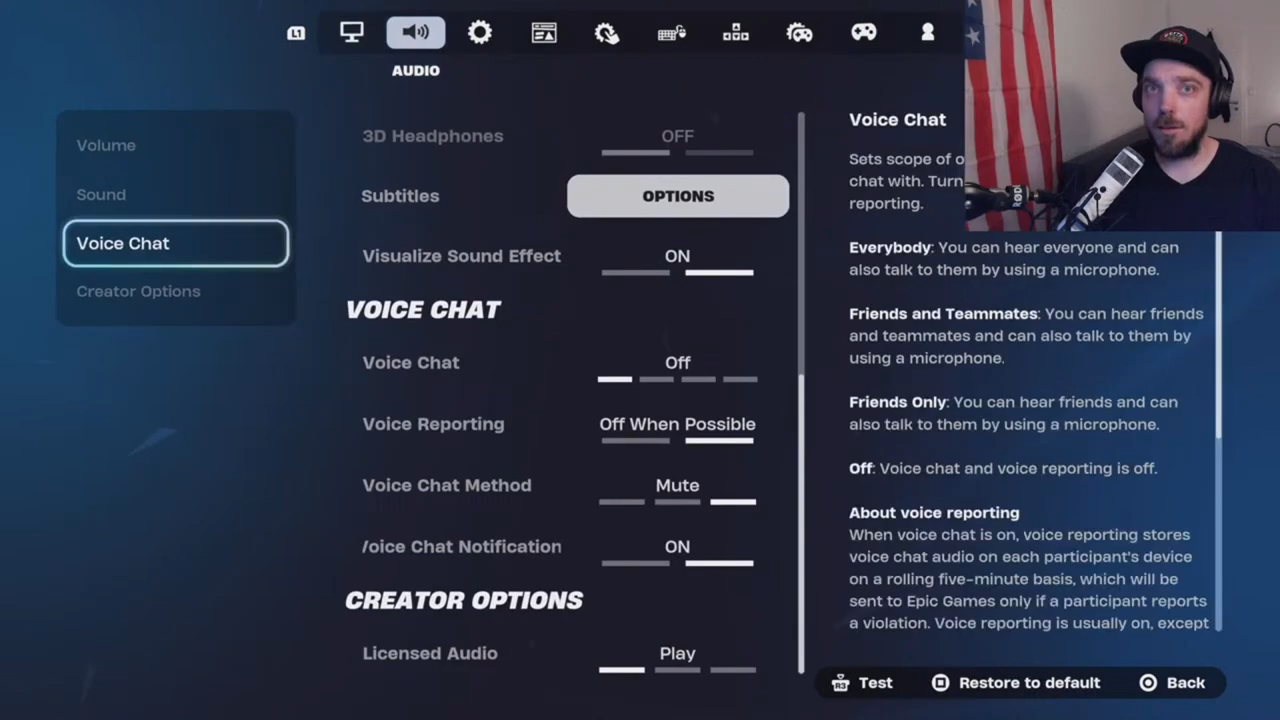 L1
AUDIO
Volume
Sound
Voice Chat
Creator Options
3D Headphones OFF
Subtitles OPTIONS
Visualize Sound Effect ON
VOICE CHAT
Voice Chat Off
Voice Reporting Off When Possible
Voice Chat Method Mute
/oice Chat Notification ON
CREATOR OPTIONS
Licensed Audio Play
Voice Chat
Sets scope of o
chat with. Turn
reporting.
Everybody: You can hear everyone and can
also talk to them by using a microphone.
Friends and Teammates: You can hear friends
and teammates and can also talk to them by
using a microphone.
Friends Only: You can hear friends and can
also talk to them by using a microphone.
Off: Voice chat and voice reporting is off.
About voice reporting
When voice chat is on, voice reporting stores
voice chat audio on each participant's device
on a rolling five-minute basis, which will be
sent to Epic Games only if a participant reports
a violation. Voice reporting is usually on, except
R3 Test Restore to default Back
RØDE